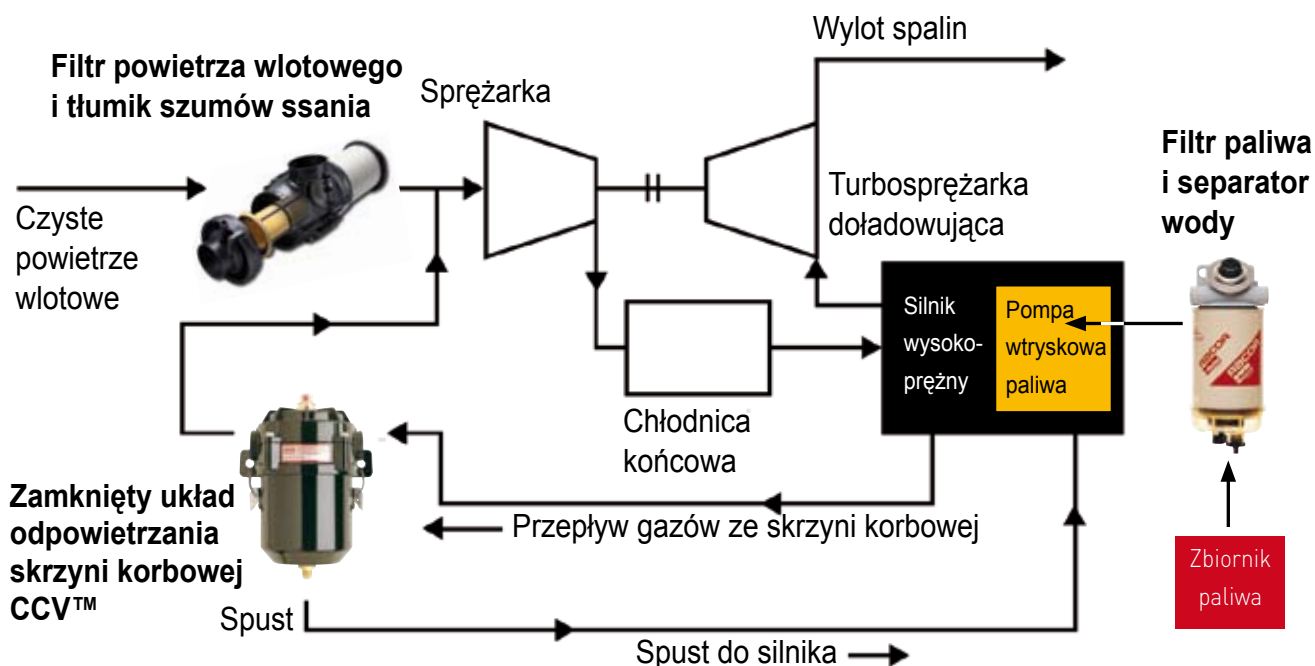 Wylot spalin
Filtr powietrza wlotowego
i tłumik szumów ssania
Sprężarka
Filtr paliwa
i separator
wody
Czyste
powietrze
wlotowe
Turbosprężarka
doładowująca
Silnik
wysoko-
prężny
Pompa
wtryskowa
paliwa
RACOR
RACOR
Chłodnica
końcowa
Zamknięty układ
odpowietrzania
skrzyni korbowej
CCV™
Przepływ gazów ze skrzyni korbowej
Zbiornik
paliwa
Spust
Spust do silnika